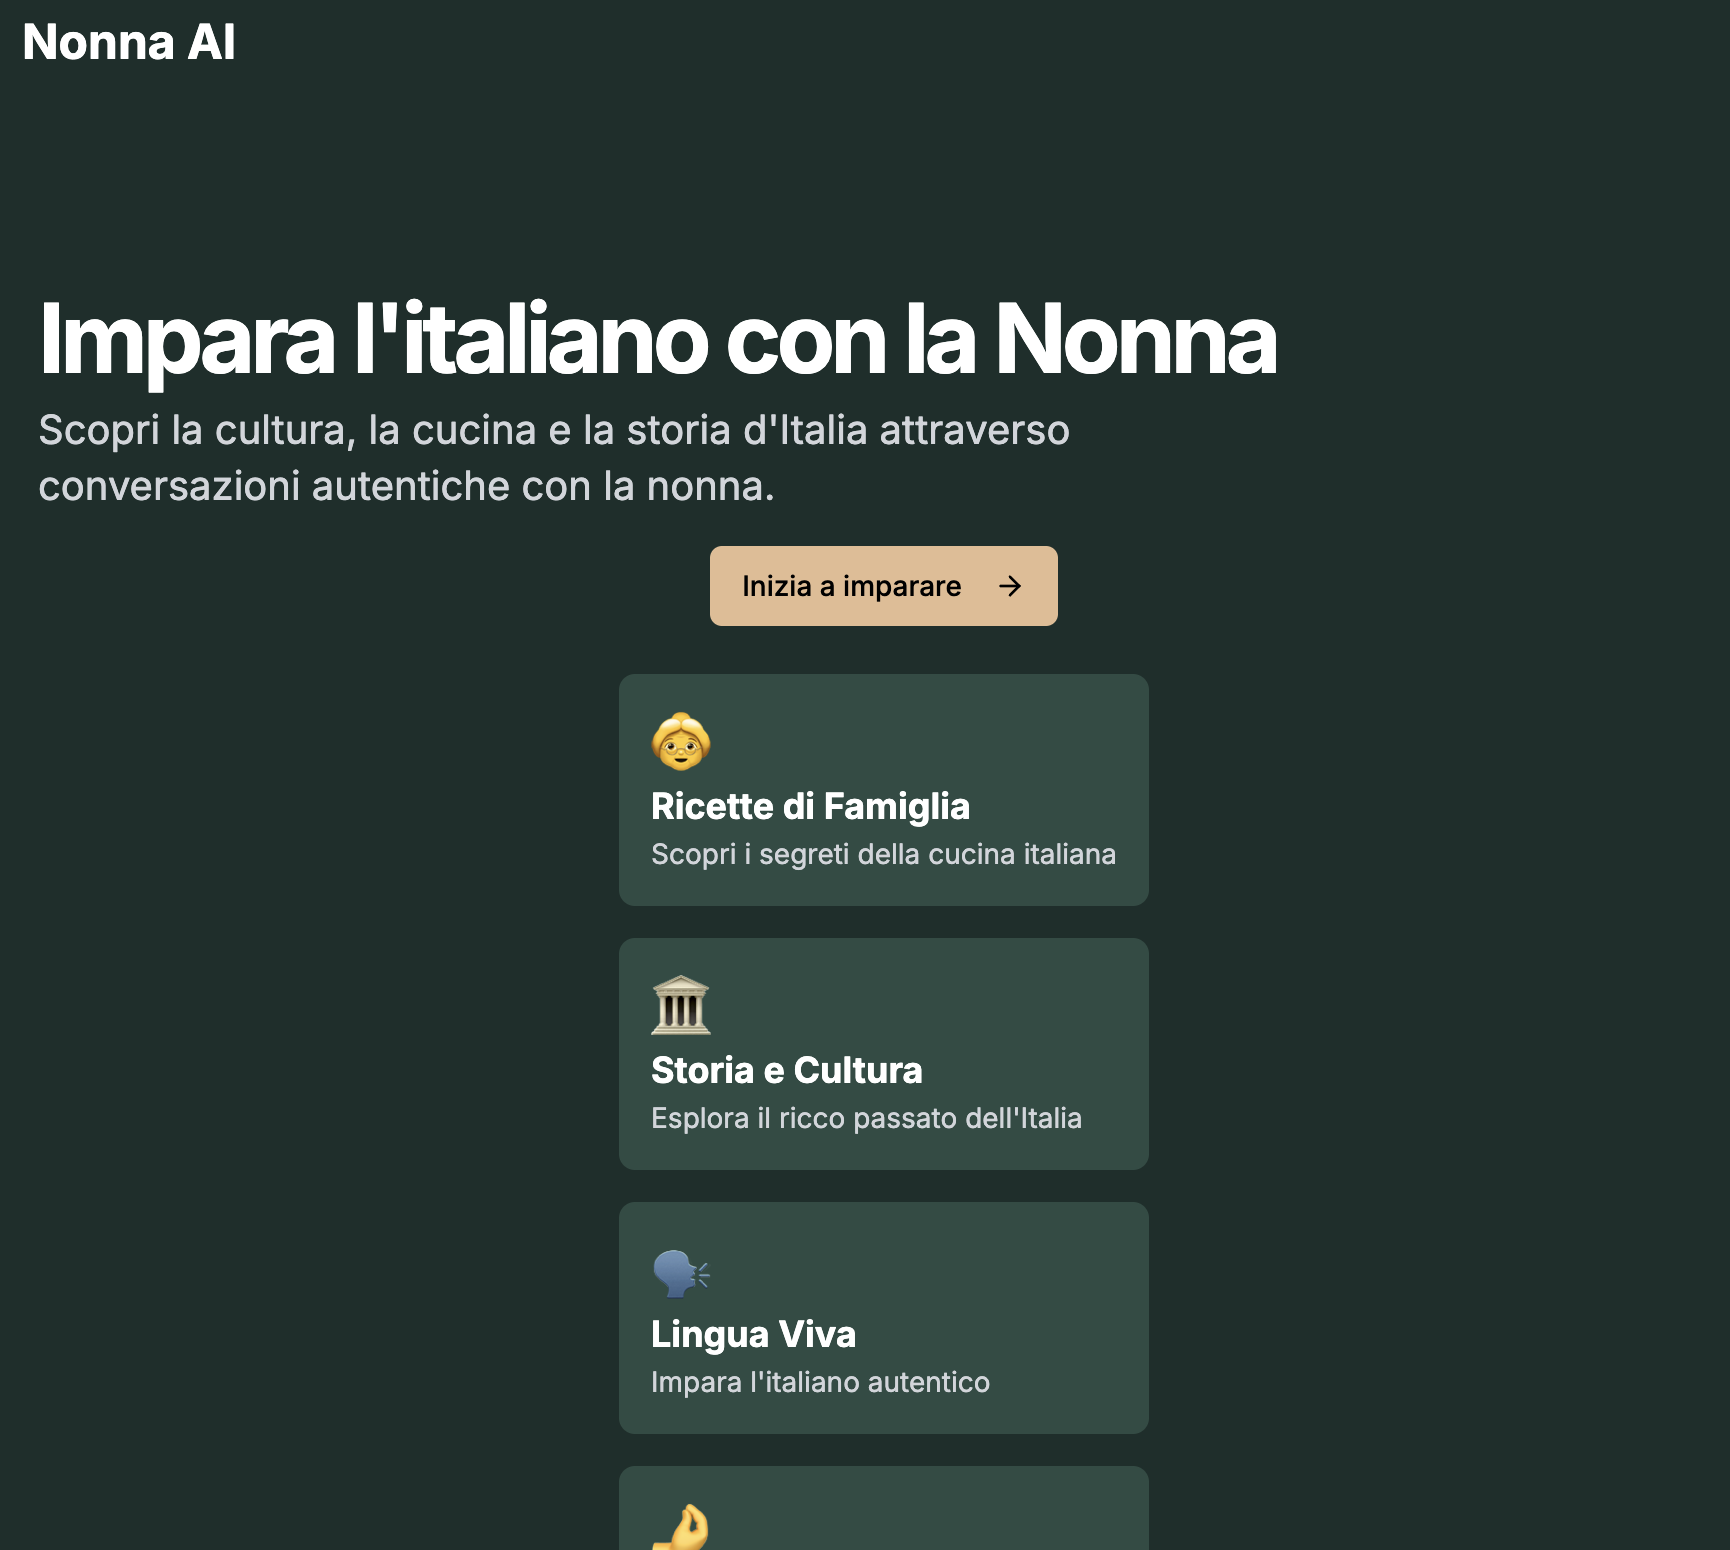 Nonna AI
Impara l'italiano con la Nonna
Scopri la cultura, la cucina e la storia d'Italia attraverso
conversazioni autentiche con la nonna.
Inizia a imparare
Ricette di Famiglia
Scopri i segreti della cucina italiana
Storia e Cultura
Esplora il ricco passato dell'Italia
Lingua Viva
Impara l'italiano autentico